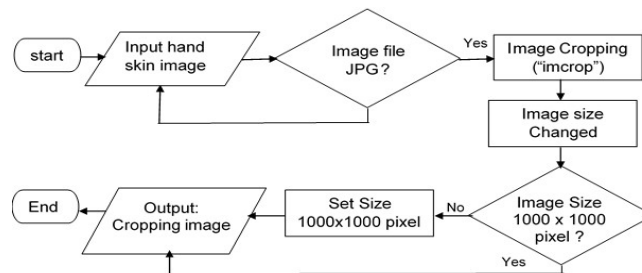 start
Input hand
skin image
Image file
JPG?
Yes
Image Cropping
("imcrop")
Image size
Changed
Image Size
1000 x 1000
pixel ?
No
Set Size
1000x1000 pixel
Output:
Cropping image
End
Yes